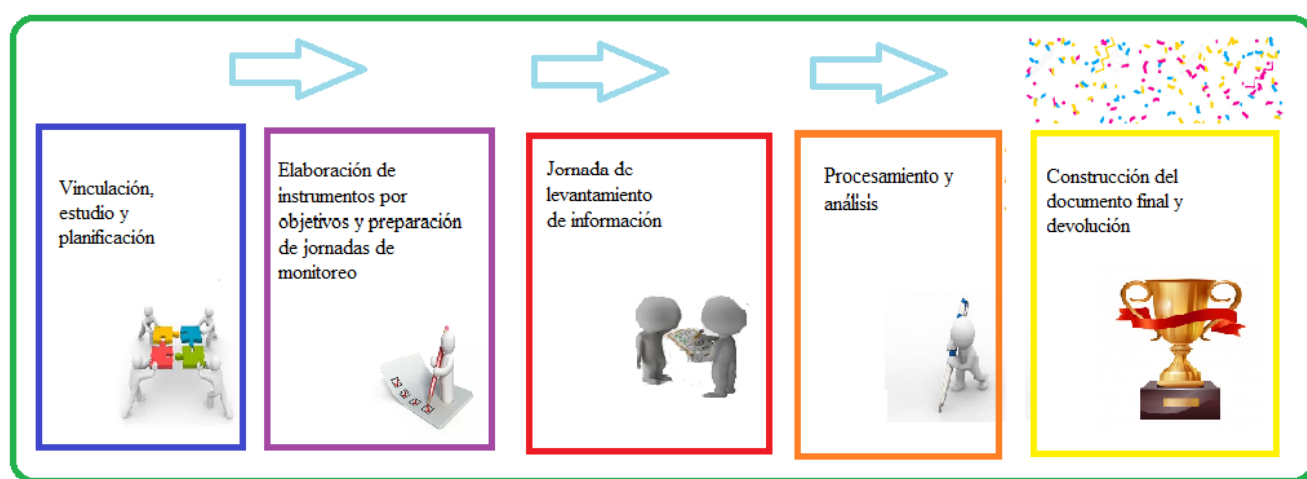 Vinculación,
estudio y
planificación
Elaboración de
instrumentos por
objetivos y preparación
de jornadas de
monitoreo
Jornada de
levantamiento
de información
Procesamiento y
análisis
Construcción del
documento final y
devolución